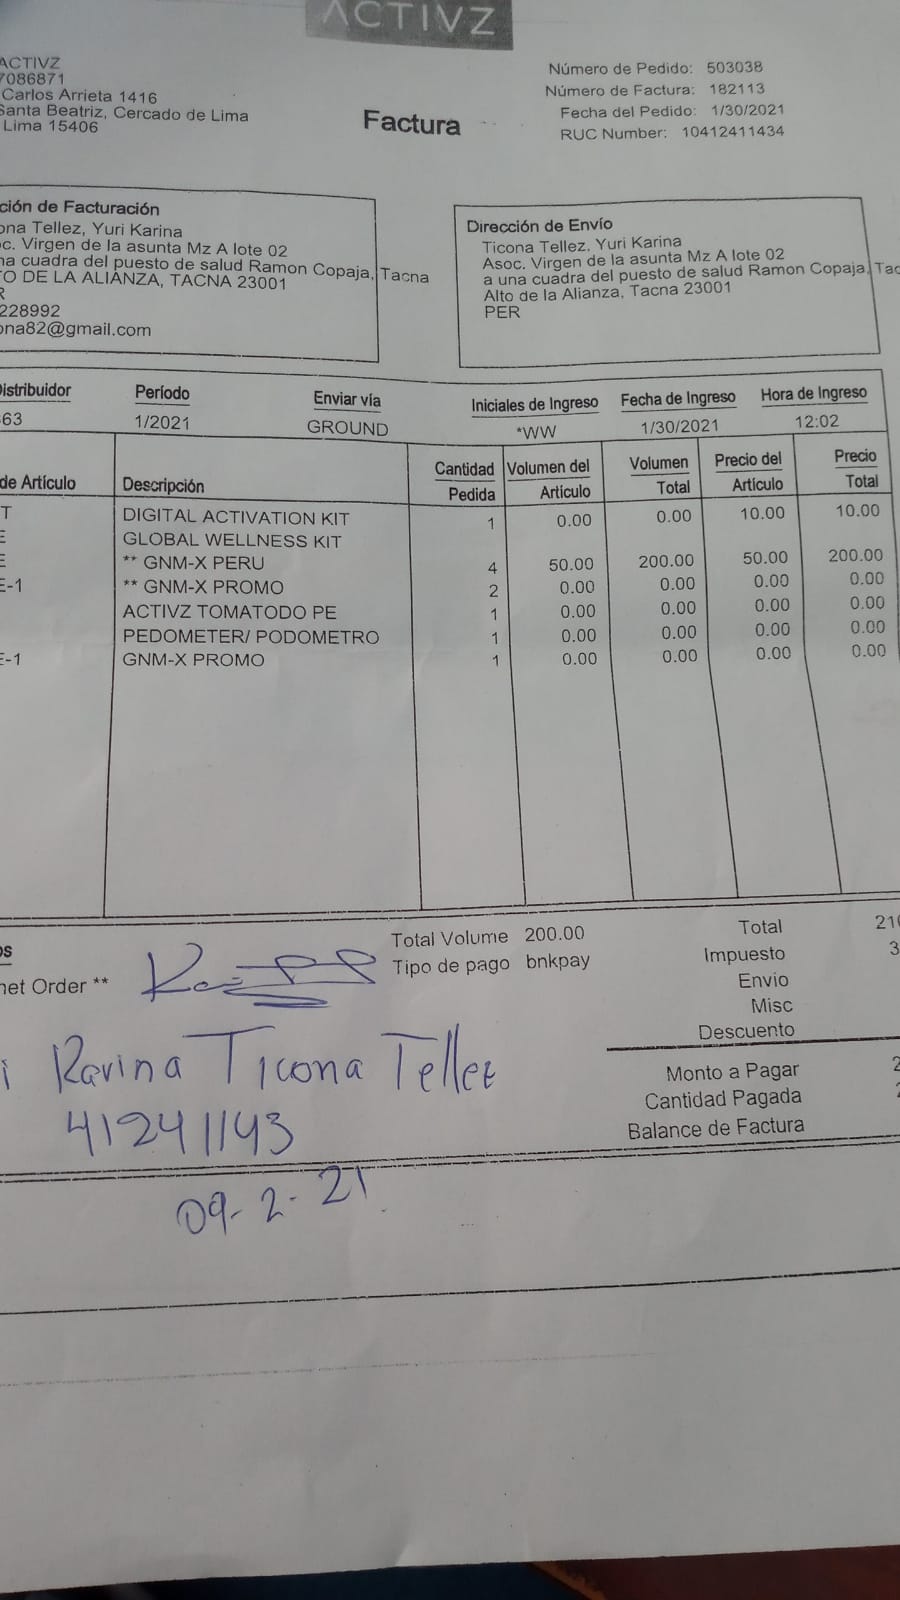 ACTIVZ
ACTIVZ
7086871
Carlos Arrieta 1416
Santa Beatriz, Cercado de Lima
Lima 15406
Factura
Número de Pedido: 503038
Número de Factura: 182113
Fecha del Pedido: 1/30/2021
RUC Number: 10412411434
ción de Facturación
ona Tellez, Yuri Karina
oc. Virgen de la asunta Mz A lote 02
na cuadra del puesto de salud Ramon Copaja, Tacna
TO DE LA ALIANZA, TACNA 23001
R
228992
ona82@gmail.com
Dirección de Envío
Ticona Tellez, Yuri Karina
Asoc. Virgen de la asunta Mz A lote 02
a una cuadra del puesto de salud Ramon Copaja, Tac
Alto de la Alianza, Tacna 23001
PER
Distribuidor Período Enviar vía Iniciales de Ingreso Fecha de Ingreso Hora de Ingreso
63 1/2021 GROUND *WW 1/30/2021 12:02
de Artículo Descripción Cantidad Pedida Volumen del Artículo Volumen Total Precio del Artículo Precio Total
T DIGITAL ACTIVATION KIT 1 0.00 0.00 10.00 10.00
E GLOBAL WELLNESS KIT
E ** GNM-X PERU 4 50.00 200.00 50.00 200.00
E-1 ** GNM-X PROMO 2 0.00 0.00 0.00 0.00
ACTIVZ TOMATODO PE 1 0.00 0.00 0.00 0.00
PEDOMETER/ PODOMETRO 1 0.00 0.00 0.00 0.00
E-1 GNM-X PROMO 1 0.00 0.00 0.00 0.00
os
net Order **
Total Volume 200.00
Tipo de pago bnkpay
Total 210
Impuesto 3
Envio
Misc
Descuento
Monto a Pagar 2
Cantidad Pagada 2
Balance de Factura
i Karina Ticona Tellez
41241143
09-2-21